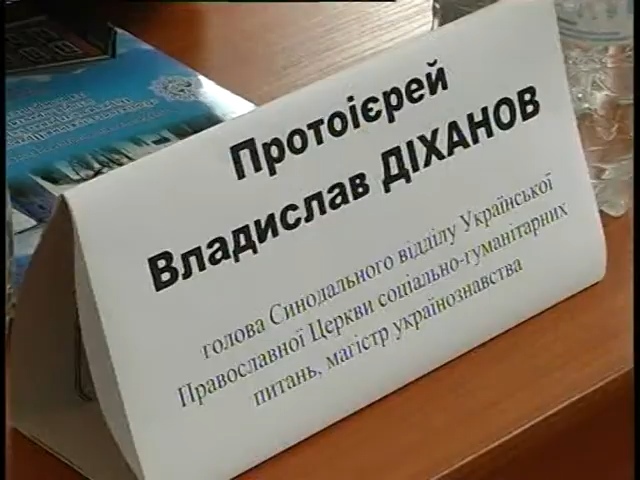 Протоієрей
Владислав ДІХАНОВ
голова Синодального відділу Української
Православної Церкви соціально-гуманітарних
питань, магістр українознавства